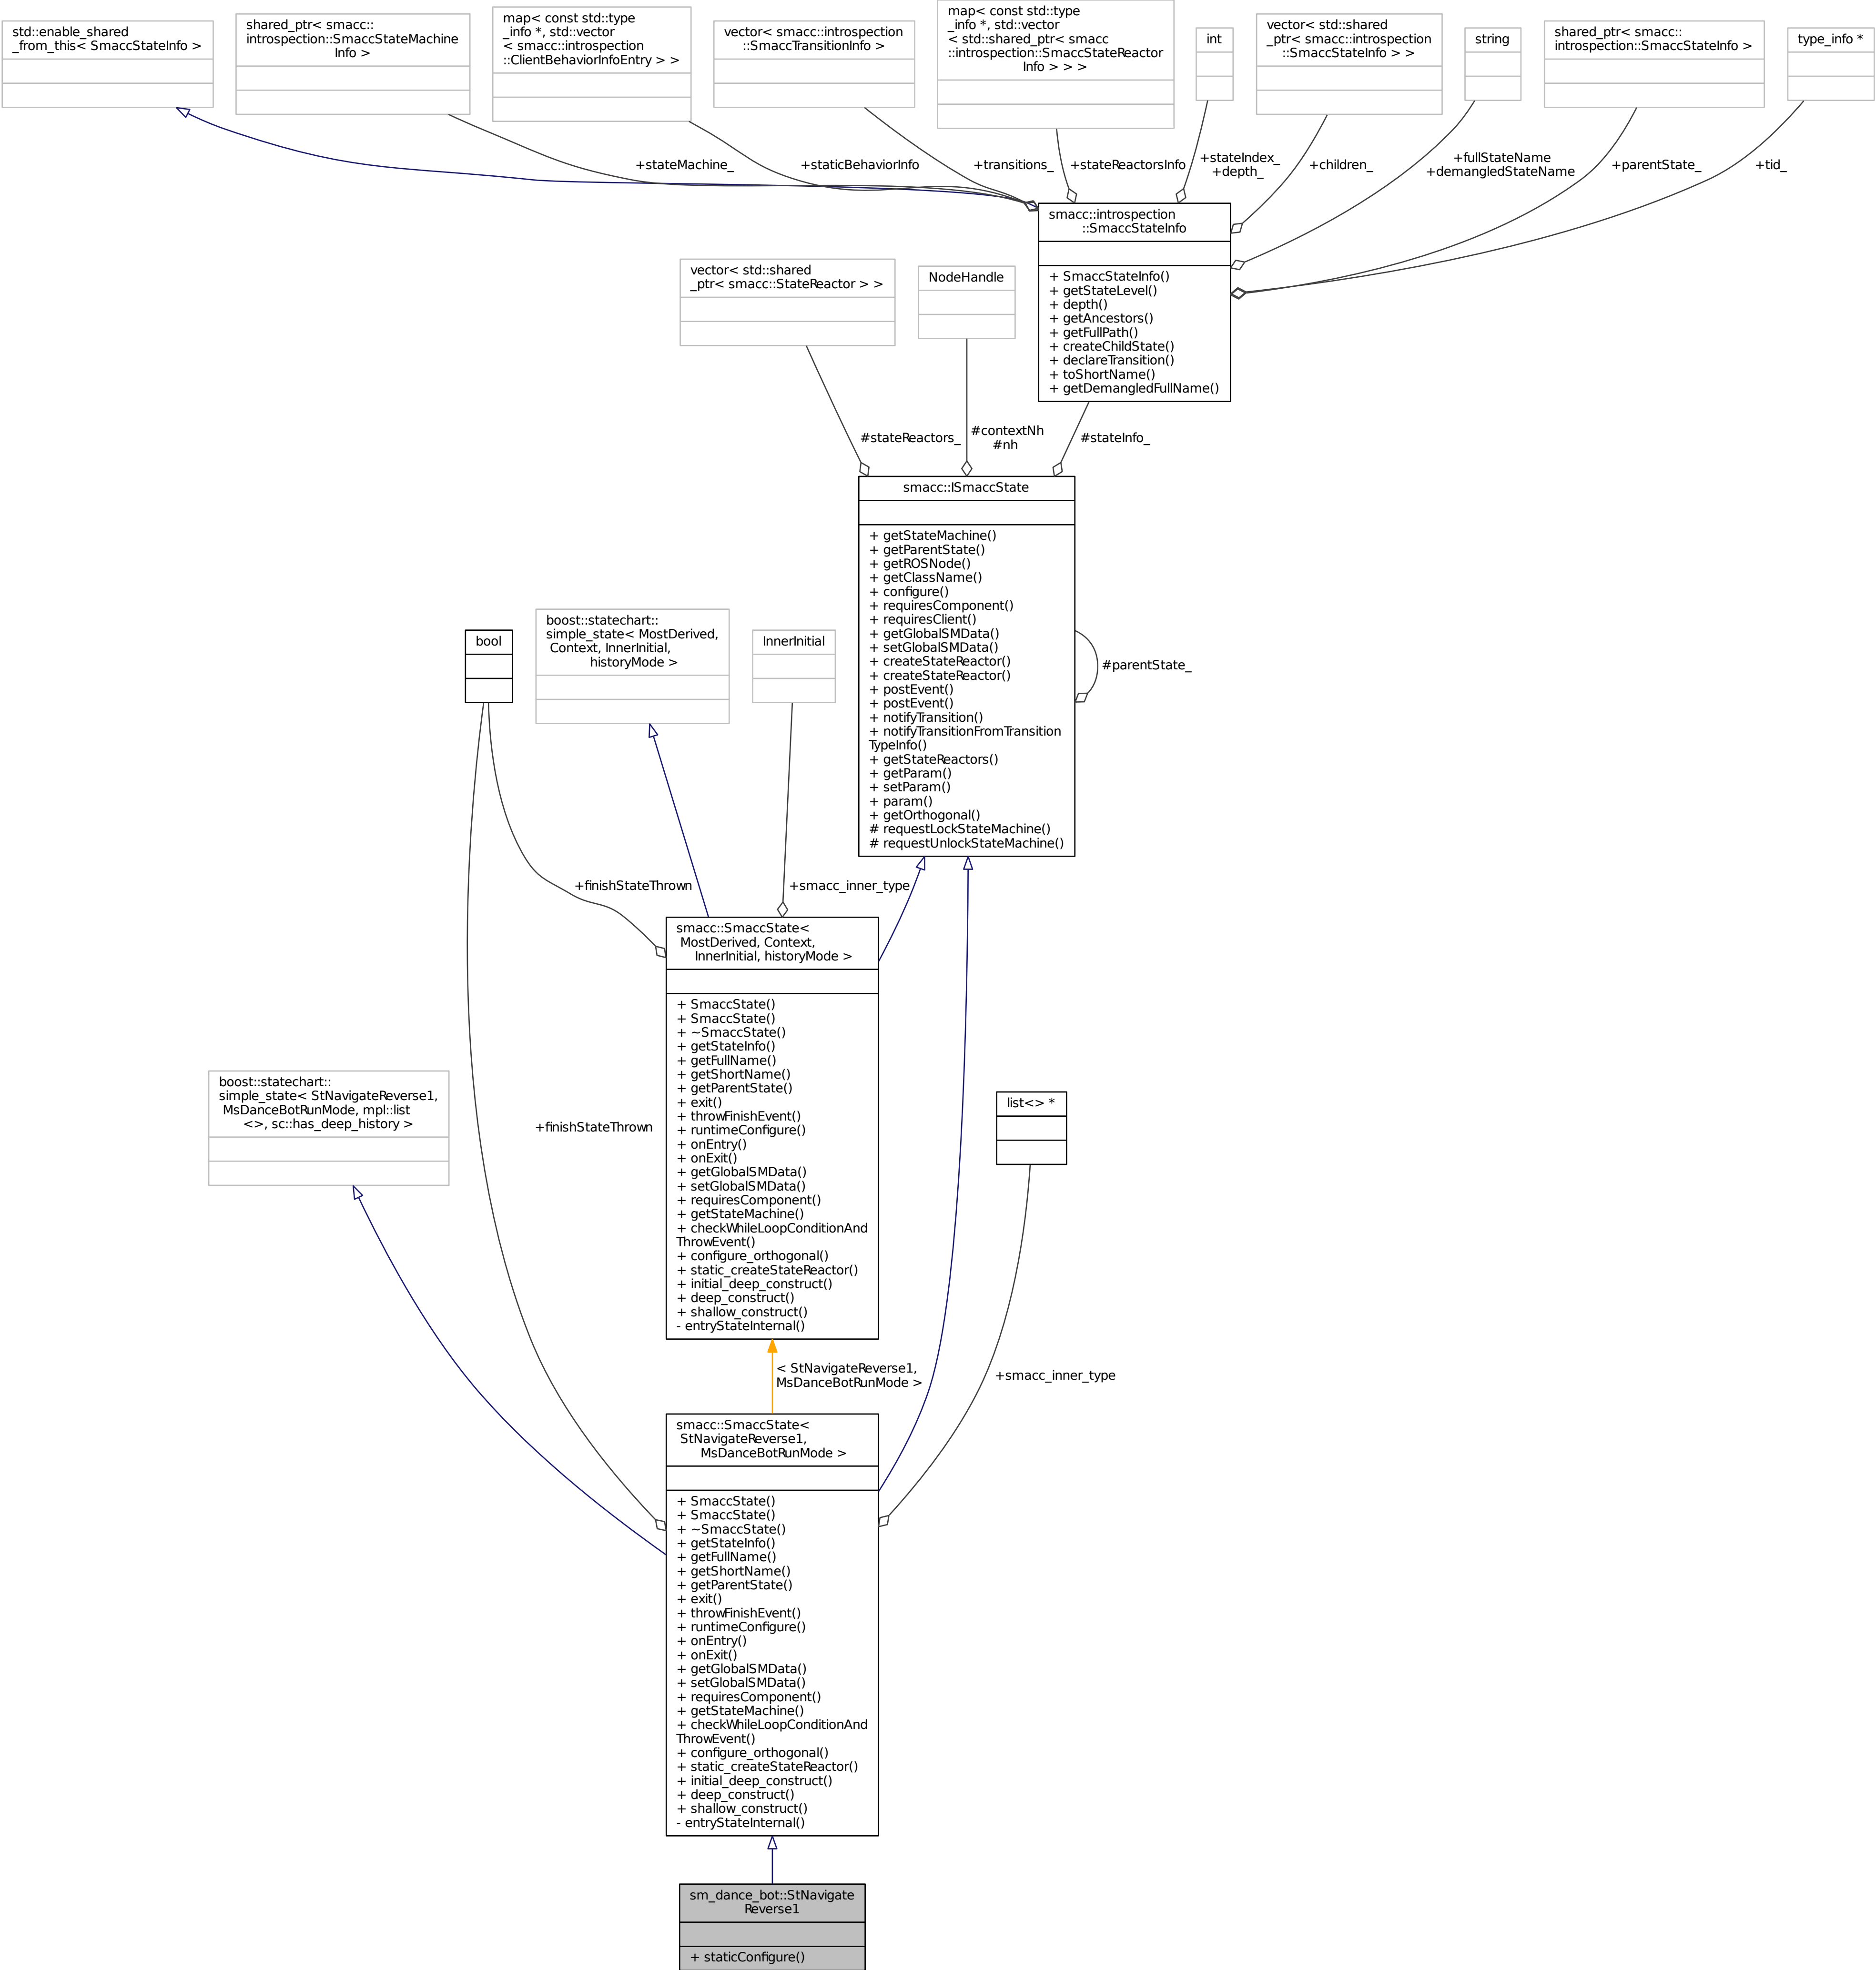 std::enable_shared
_from_this< SmaccStateInfo >
shared_ptr< smacc::
introspection::SmaccStateMachine
Info >
map< const std::type
_info *, std::vector
< smacc::introspection
::ClientBehaviorInfoEntry > >
vector< smacc::introspection
::SmaccTransitionInfo >
map< const std::type
_info *, std::vector
< std::shared_ptr< smacc
::introspection::SmaccStateReactor
Info > > >
int
vector< std::shared
_ptr< smacc::introspection
::SmaccStateInfo > >
string
shared_ptr< smacc::
introspection::SmaccStateInfo >
type_info *
+stateMachine_
+staticBehaviorInfo
+transitions_
+stateReactorsInfo
+stateIndex_
+depth_
+children_
+fullStateName
+demangledStateName
+parentState_
+tid_
smacc::introspection
::SmaccStateInfo
+ SmaccStateInfo()
+ getStateLevel()
+ depth()
+ getAncestors()
+ getFullPath()
+ createChildState()
+ declareTransition()
+ toShortName()
+ getDemangledFullName()
vector< std::shared
_ptr< smacc::StateReactor > >
NodeHandle
#stateReactors_
#contextNh
#nh
#stateInfo_
smacc::ISmaccState
+ getStateMachine()
+ getParentState()
+ getROSNode()
+ getClassName()
+ configure()
+ requiresComponent()
+ requiresClient()
+ getGlobalSMData()
+ setGlobalSMData()
+ createStateReactor()
+ createStateReactor()
+ postEvent()
+ postEvent()
+ notifyTransition()
+ notifyTransitionFromTransition
TypeInfo()
+ getStateReactors()
+ getParam()
+ setParam()
+ param()
+ getOrthogonal()
# requestLockStateMachine()
# requestUnlockStateMachine()
#parentState_
bool
boost::statechart::
simple_state< MostDerived,
Context, InnerInitial,
historyMode >
InnerInitial
+finishStateThrown
+smacc_inner_type
smacc::SmaccState<
MostDerived, Context,
InnerInitial, historyMode >
+ SmaccState()
+ SmaccState()
+ ~SmaccState()
+ getStateInfo()
+ getFullName()
+ getShortName()
+ getParentState()
+ exit()
+ throwFinishEvent()
+ runtimeConfigure()
+ onEntry()
+ onExit()
+ getGlobalSMData()
+ setGlobalSMData()
+ requiresComponent()
+ getStateMachine()
+ checkWhileLoopConditionAnd
ThrowEvent()
+ configure_orthogonal()
+ static_createStateReactor()
+ initial_deep_construct()
+ deep_construct()
+ shallow_construct()
- entryStateInternal()
boost::statechart::
simple_state< StNavigateReverse1,
MsDanceBotRunMode, mpl::list
<>, sc::has_deep_history >
+finishStateThrown
list<> *
< StNavigateReverse1,
MsDanceBotRunMode >
+smacc_inner_type
smacc::SmaccState<
StNavigateReverse1,
MsDanceBotRunMode >
+ SmaccState()
+ SmaccState()
+ ~SmaccState()
+ getStateInfo()
+ getFullName()
+ getShortName()
+ getParentState()
+ exit()
+ throwFinishEvent()
+ runtimeConfigure()
+ onEntry()
+ onExit()
+ getGlobalSMData()
+ setGlobalSMData()
+ requiresComponent()
+ getStateMachine()
+ checkWhileLoopConditionAnd
ThrowEvent()
+ configure_orthogonal()
+ static_createStateReactor()
+ initial_deep_construct()
+ deep_construct()
+ shallow_construct()
- entryStateInternal()
sm_dance_bot::StNavigate
Reverse1
+ staticConfigure()